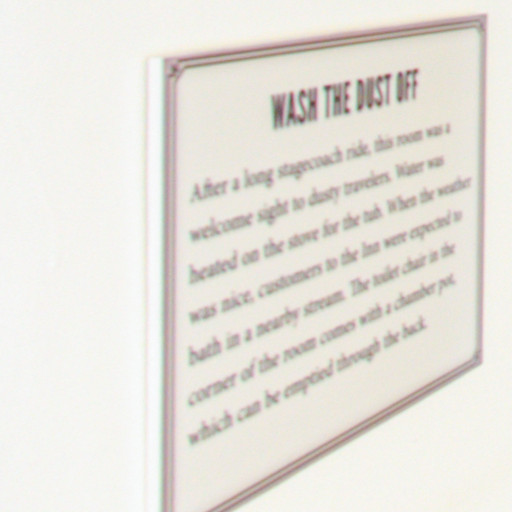 WASH THE DUST OFF
After a long stagecoach ride, this room was a
welcome sight to dusty travelers. Water was
heated on the stove for the tub. When the weather
was nice, customers to the Inn were expected to
bath in a nearby stream. The toilet chair in the
corner of the room comes with a chamber pot,
which can be emptied through the back.